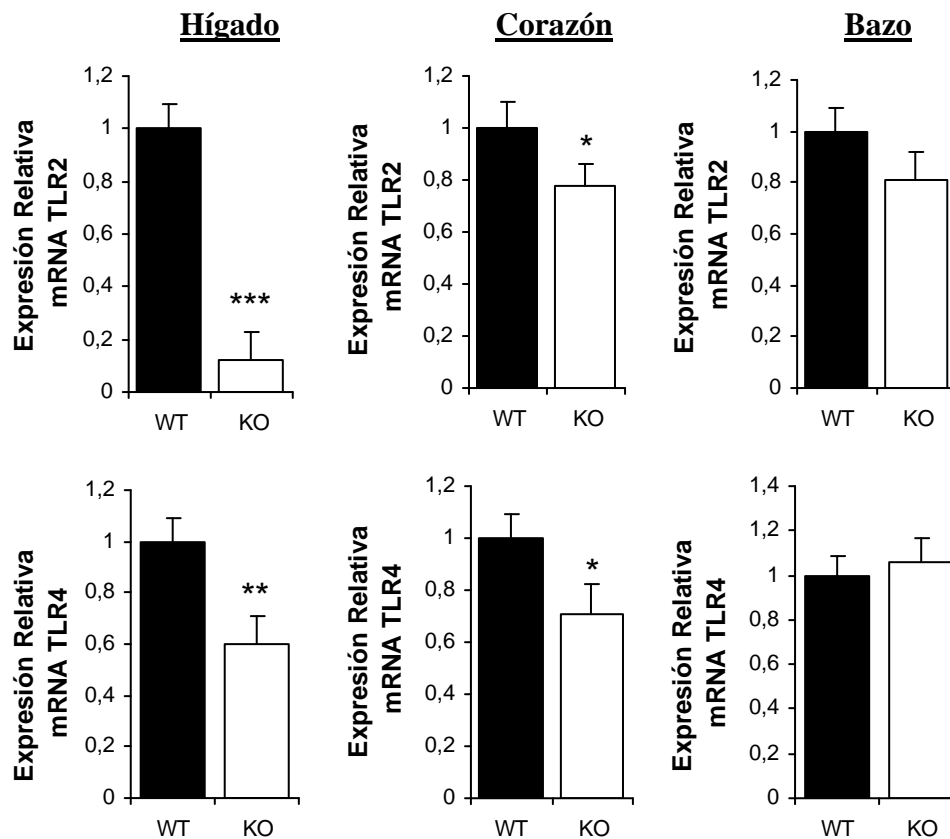 Hígado
Corazón
Bazo
Expresión Relativa
mRNA TLR2
1,2
1
0,8
0,6
0,4
0,2
0
***
WT
KO
Expresión Relativa
mRNA TLR2
1,2
1
0,8
0,6
0,4
0,2
0
*
WT
KO
Expresión Relativa
mRNA TLR2
1,2
1
0,8
0,6
0,4
0,2
0
WT
KO
Expresión Relativa
mRNA TLR4
1,2
1
0,8
0,6
0,4
0,2
0
**
WT
KO
Expresión Relativa
mRNA TLR4
1,2
1
0,8
0,6
0,4
0,2
0
*
WT
KO
Expresión Relativa
mRNA TLR4
1,4
1,2
1
0,8
0,6
0,4
0,2
0
WT
KO